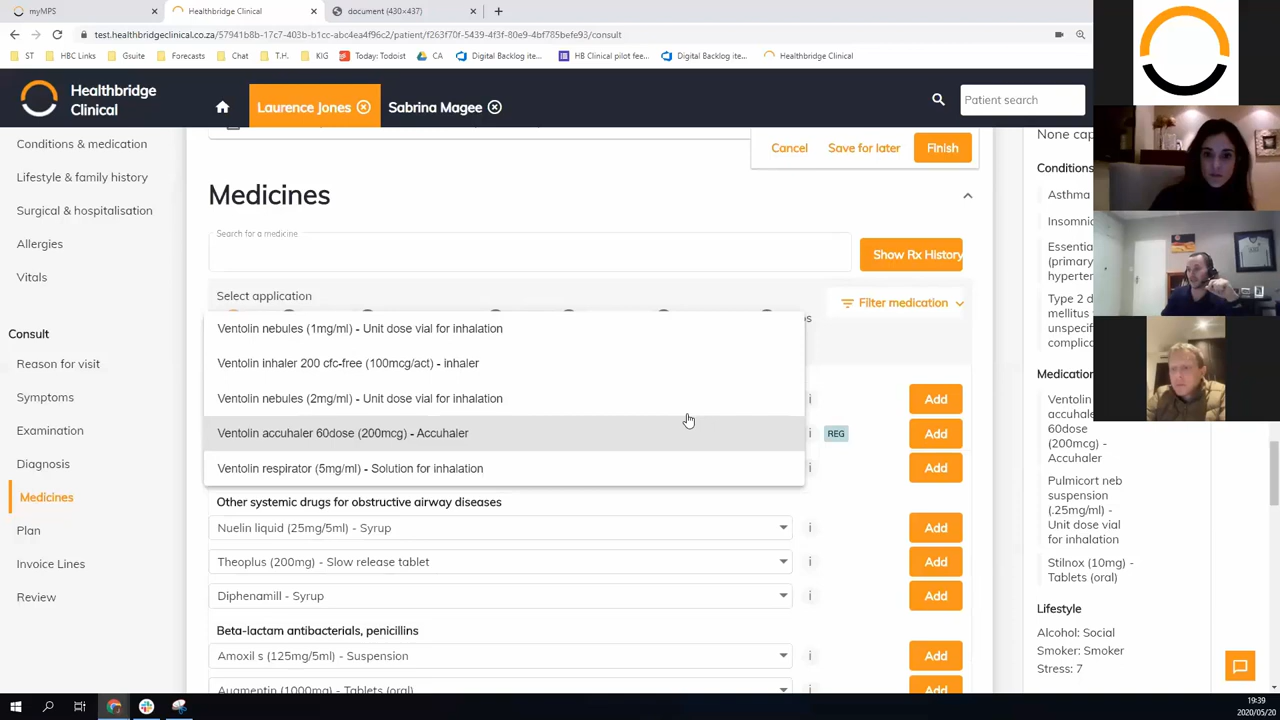 myMPS
Healthbridge Clinical
document (430×437)
test.healthbridgeclinical.co.za/57941b8b-17c7-403b-b1cc-abc4ea4f96c2/patient/f263f70f-5439-4f3f-80e9-4bf785befe93/consult
ST
HBC Links
Gsuite
Forecasts
Chat
T.H.
KIG
Today: Todoist
CA
Digital Backlog ite...
HB Clinical pilot fee...
Digital Backlog ite...
Healthbridge Clinical
Healthbridge
Clinical
Laurence Jones
Sabrina Magee
Patient search
Conditions & medication
Lifestyle & family history
Surgical & hospitalisation
Allergies
Vitals
Consult
Reason for visit
Symptoms
Examination
Diagnosis
Medicines
Plan
Invoice Lines
Review
Cancel
Save for later
Finish
Medicines
Search for a medicine
Show Rx History
Select application
Filter medication
Ventolin nebules (1mg/ml) - Unit dose vial for inhalation
Ventolin inhaler 200 cfc-free (100mcg/act) - inhaler
Ventolin nebules (2mg/ml) - Unit dose vial for inhalation
i
Add
Ventolin accuhaler 60dose (200mcg) - Accuhaler
i
REG
Add
Ventolin respirator (5mg/ml) - Solution for inhalation
i
Add
Other systemic drugs for obstructive airway diseases
Nuelin liquid (25mg/5ml) - Syrup
i
Add
Theoplus (200mg) - Slow release tablet
i
Add
Diphenamill - Syrup
i
Add
Beta-lactam antibacterials, penicillins
Amoxil s (125mg/5ml) - Suspension
i
Add
Augmentin (1000mg) - Tablets (oral)
i
Add
None cap
Conditions
Asthma
Insomnic
Essential
(primary
hyperter
Type 2 d
mellitus
unspecif
complica
Medication
Ventolin
accuhaler
60dose
(200mcg) -
Accuhaler
Pulmicort neb
suspension
(.25mg/ml) -
Unit dose vial
for inhalation
Stilnox (10mg) -
Tablets (oral)
Lifestyle
Alcohol: Social
Smoker: Smoker
Stress: 7
19:39
2020/05/20